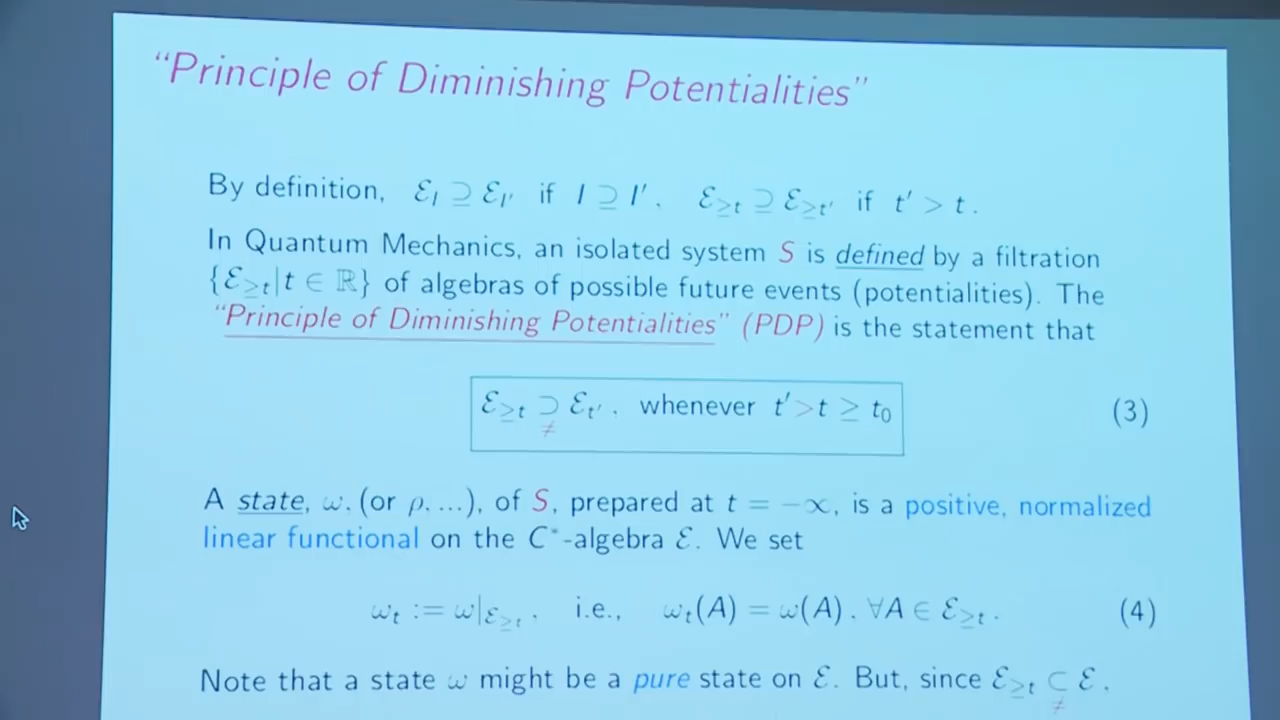 “Principle of Diminishing Potentialities”
By definition, ℰ_I ⊇ ℰ_I′ if I ⊇ I′, ℰ_≥t ⊇ ℰ_≥t′ if t′ > t.
In Quantum Mechanics, an isolated system S is defined by a filtration
{ℰ_≥t|t ∈ ℝ} of algebras of possible future events (potentialities). The
“Principle of Diminishing Potentialities” (PDP) is the statement that
ℰ_≥t ⊋ ℰ_t′, whenever t′>t ≥ t₀ (3)
A state, ω, (or ρ, ...), of S, prepared at t = −∞, is a positive, normalized
linear functional on the C*-algebra ℰ. We set
ω_t := ω|_ℰ_≥t, i.e., ω_t(A) = ω(A), ∀A ∈ ℰ_≥t. (4)
Note that a state ω might be a pure state on ℰ. But, since ℰ_≥t ⊊ ℰ,